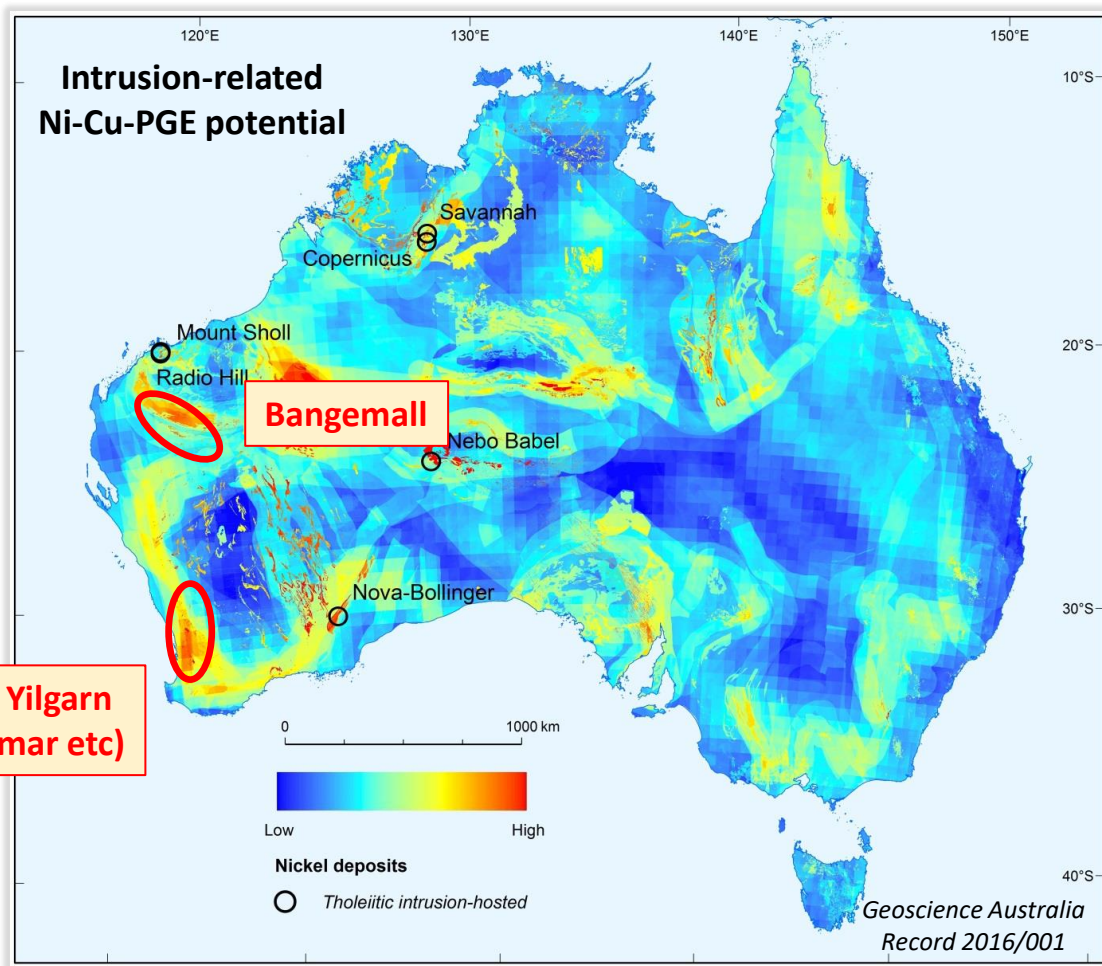 120°E
130°E
140°E
150°E
Intrusion-related
Ni-Cu-PGE potential
10°S
Savannah
Copernicus
Mount Sholl
20°S
Radio Hill
Bangemall
Nebo Babel
Nova-Bollinger
30°S
Yilgarn
mar etc)
0
1000 km
Low
High
Nickel deposits
Tholeiitic intrusion-hosted
40°S
Geoscience Australia
Record 2016/001